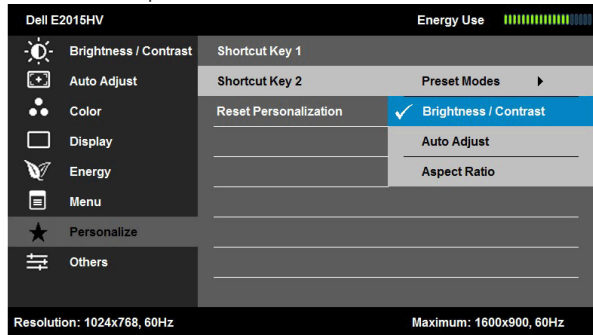 Dell E2015HV Energy Use
Brightness / Contrast Shortcut Key 1
Auto Adjust Shortcut Key 2 Preset Modes
Color Reset Personalization Brightness / Contrast
Display Auto Adjust
Energy Aspect Ratio
Menu
Personalize
Others
Resolution: 1024x768, 60Hz Maximum: 1600x900, 60Hz